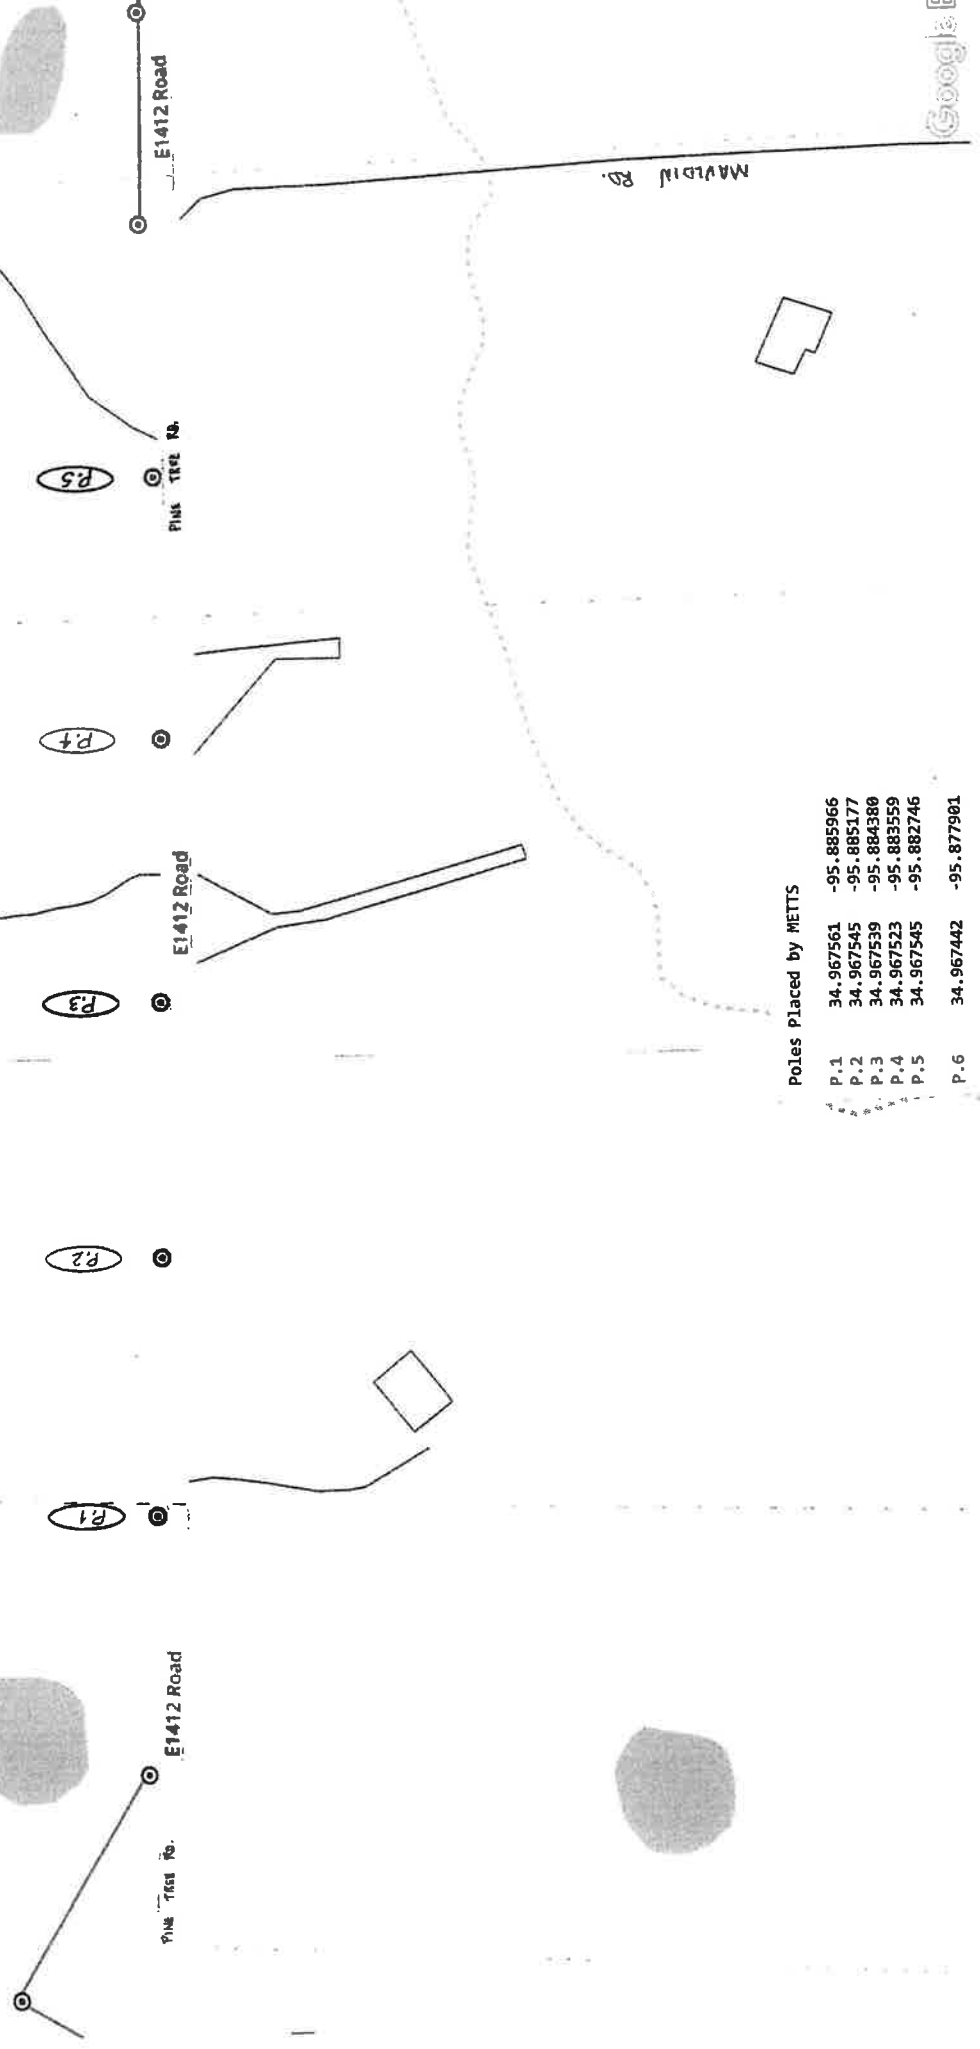 P.1
P.2
P.3
P.4
P.5
PINE TREE RD.
E1412 Road
E1412 Road
PINE TREE RD.
E1412 Road
MAULDIN RD.
Poles Placed by METTS
P.1 34.967561 -95.885966
P.2 34.967545 -95.885177
P.3 34.967539 -95.884380
P.4 34.967523 -95.883559
P.5 34.967545 -95.882746
P.6 34.967442 -95.877901
Google